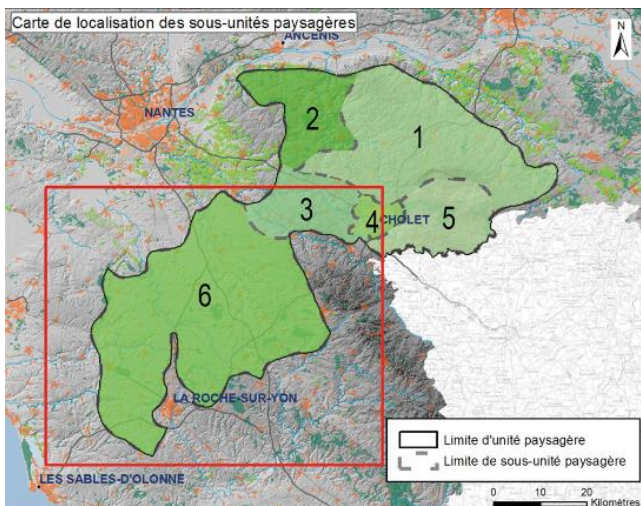 Carte de localisation des sous-unités paysagères
ANCENIS
N
NANTES
2
1
3
4
CHOLET
5
6
LA ROCHE-SUR-YON
LES SABLES-D'OLONNE
Limite d'unité paysagère
Limite de sous-unité paysagère
0 10 20
Kilomètres